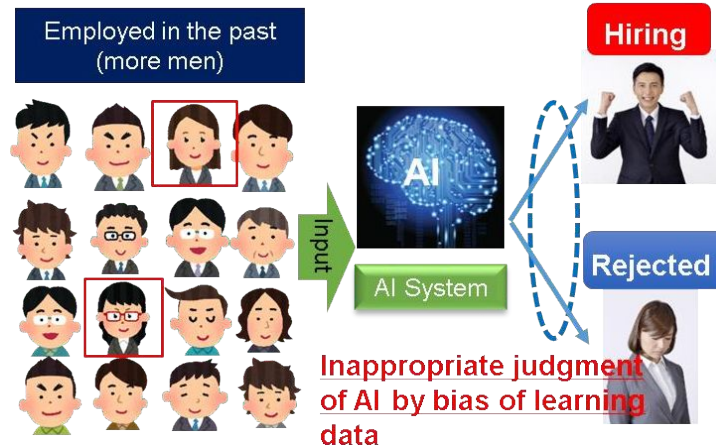 Employed in the past
(more men)
Hiring
AI
Input
Rejected
AI System
Inappropriate judgment
of AI by bias of learning
data